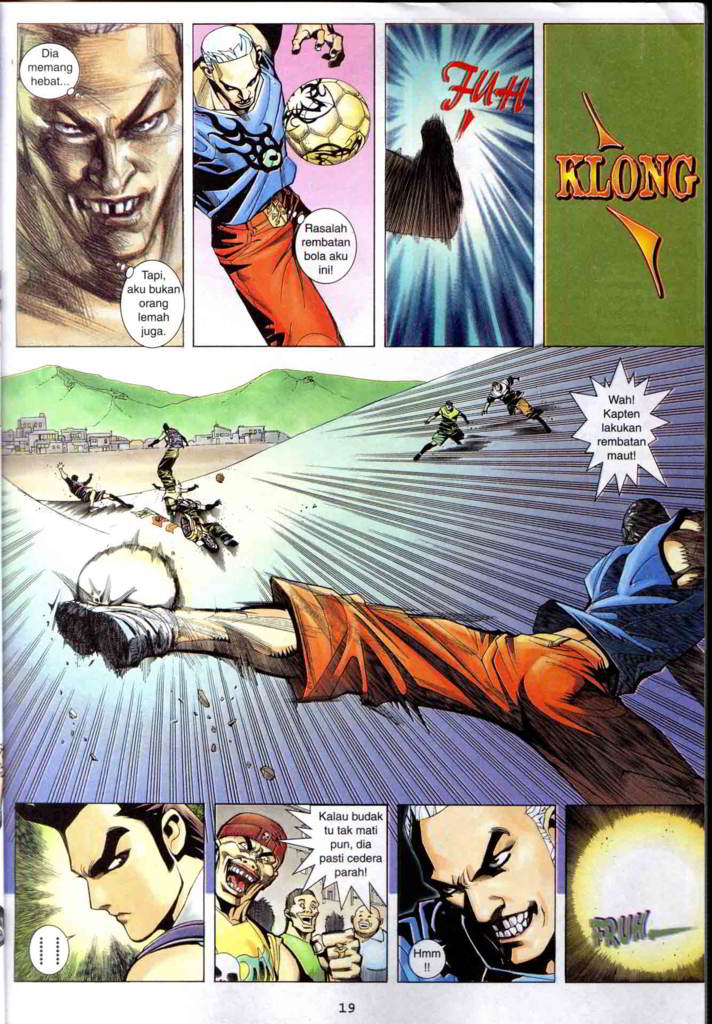 Dia
memang
hebat...
Tapi,
aku bukan
orang
lemah
juga.
Rasalah
rembatan
bola aku
ini!
FUH
!
KLONG
Wah!
Kapten
lakukan
rembatan
maut!
!!!
Kalau budak
tu tak mati
pun, dia
pasti cedera
parah!
Hmm
!!
FRUH
19